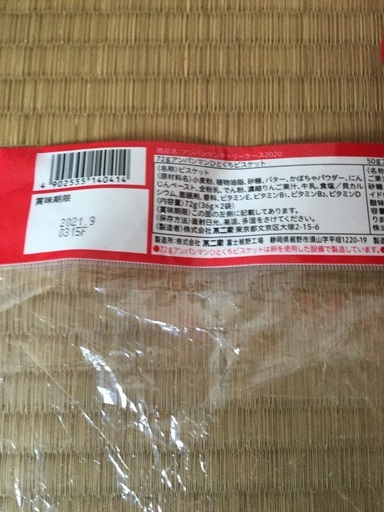 商品名:アンパンマンキャリーケース2020
72gアンパンマンひとくちビスケット
(名称)ビスケット
(原材料名)小麦粉、植物油脂、砂糖、バター、かぼちゃパウダー、にん
じんペースト、全粉乳、でん粉、濃縮りんご果汁、牛乳、食塩/貝カル
シウム、膨脹剤、香料、ビタミンE、ビタミンB₁、ビタミンB₂、ビタミンD
(内容量)72g(36g×2袋)
(賞味期限)この面の左側に記載してあります。
(保存方法)直射日光、高温、多湿をさけてください。
(製造者)株式会社 不二家 東京都文京区大塚2-15-6
製造所:株式会社 不二家 富士裾野工場 静岡県裾野市須山字平畑1220-19
●72gアンパンマンひとくちビスケットは卵を使用した設備で製造しています。
4 902555 140414
賞味期限
2021.9
0315F
50g